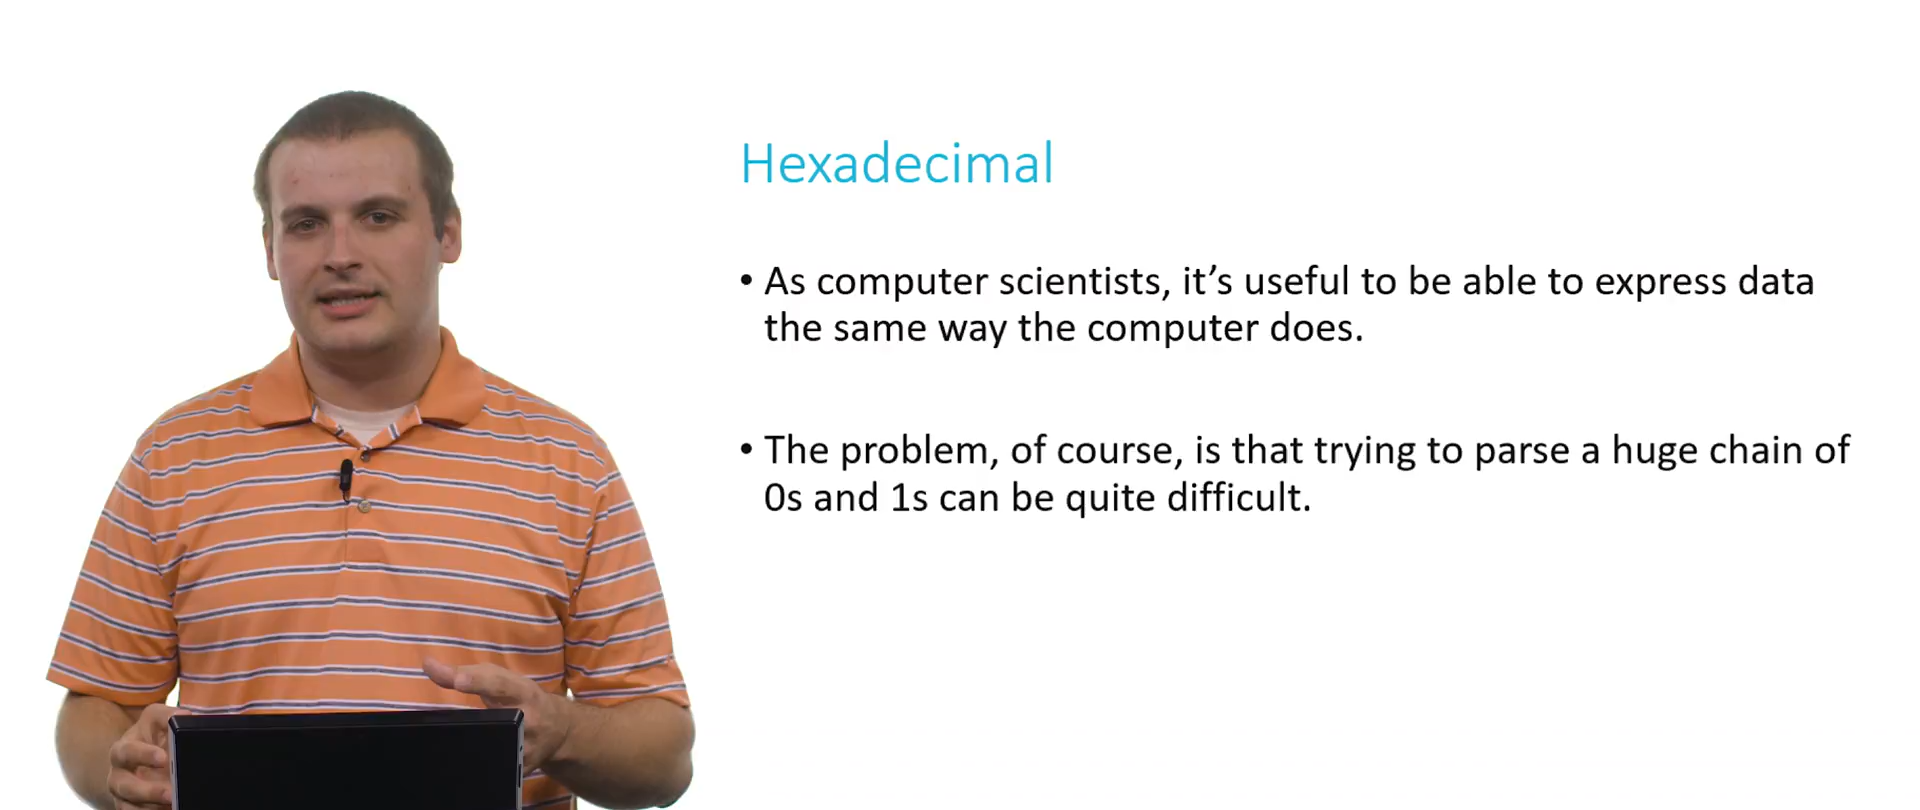 Hexadecimal
• As computer scientists, it’s useful to be able to express data
the same way the computer does.
• The problem, of course, is that trying to parse a huge chain of
0s and 1s can be quite difficult.